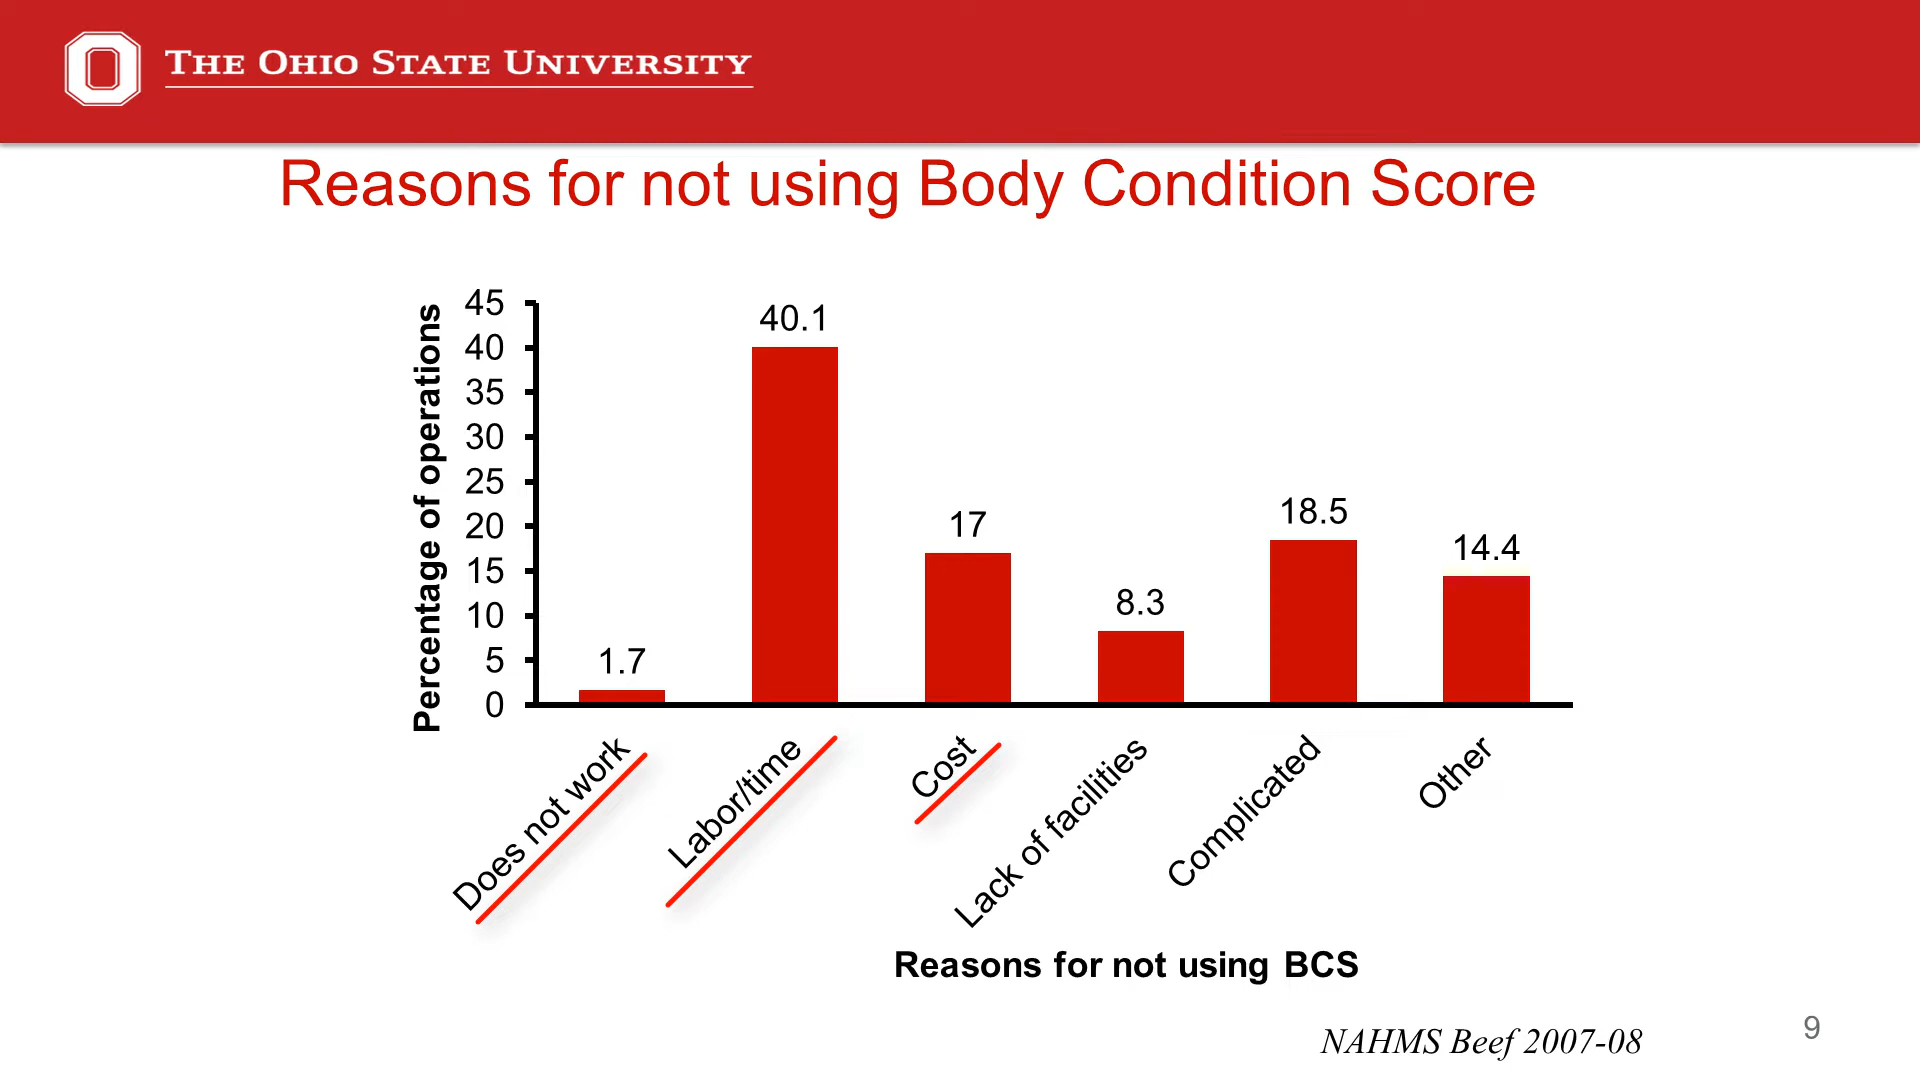 THE OHIO STATE UNIVERSITY
Reasons for not using Body Condition Score
Percentage of operations
45
40
35
30
25
20
15
10
5
0
1.7
40.1
17
8.3
18.5
14.4
Does not work
Labor/time
Cost
Lack of facilities
Complicated
Other
Reasons for not using BCS
NAHMS Beef 2007-08
9